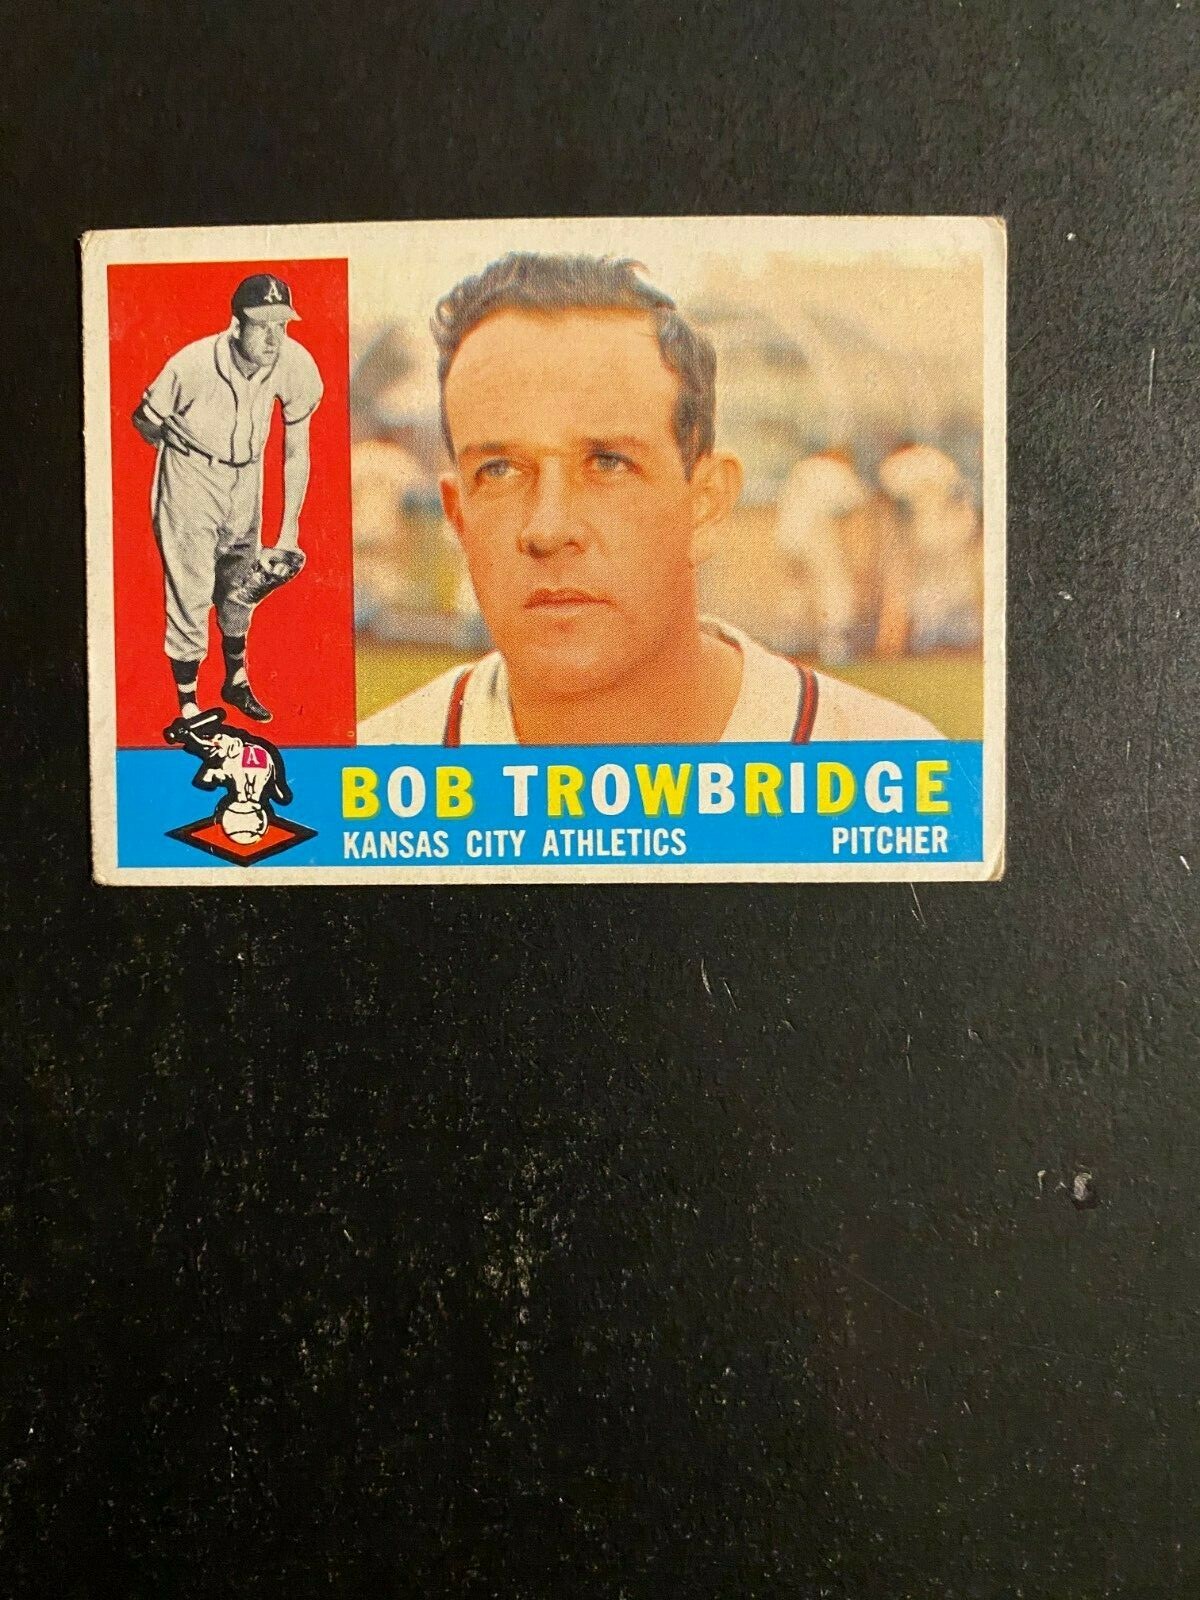 A
A
BOB TROWBRIDGE
KANSAS CITY ATHLETICS PITCHER